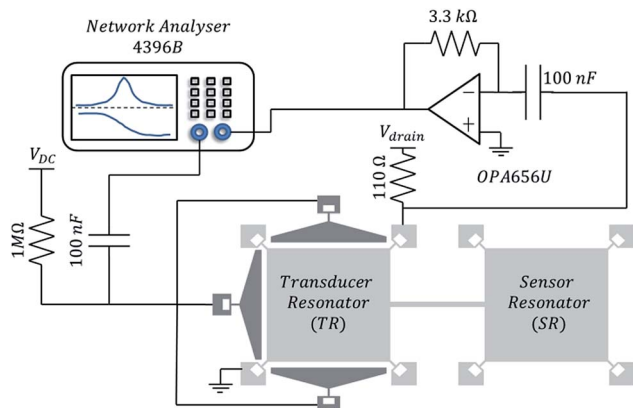 Network Analyser
4396B
3.3 kΩ
100 nF
−
+
OPA656U
V_DC
V_drain
110 Ω
1MΩ
100 nF
Transducer
Resonator
(TR)
Sensor
Resonator
(SR)